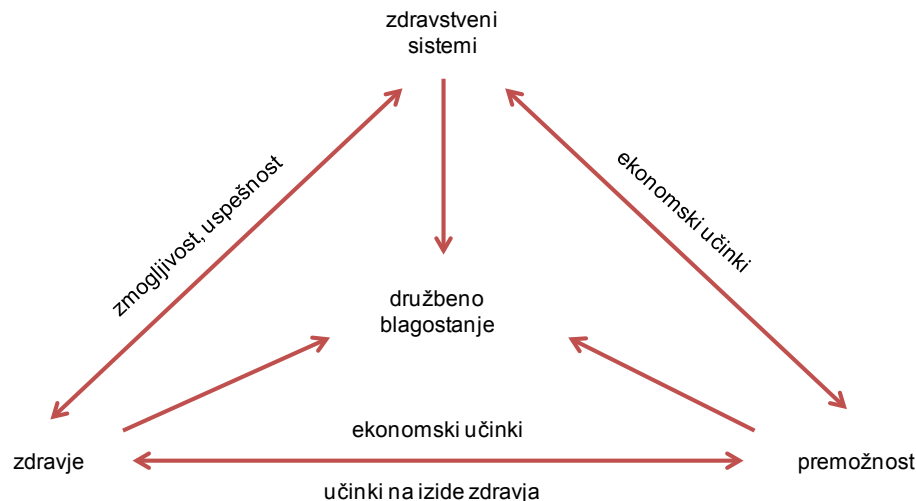 zdravstveni
sistemi
zmogljivost, uspešnost
ekonomski učinki
družbeno
blagostanje
ekonomski učinki
zdravje
premožnost
učinki na izide zdravja